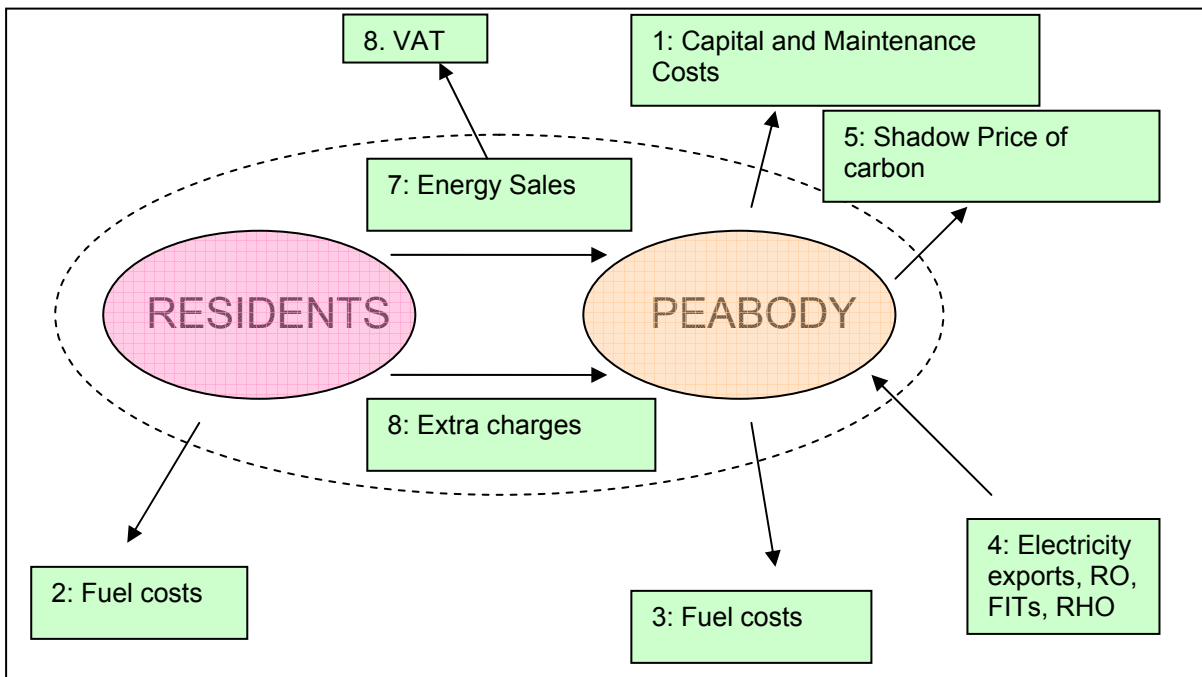 8. VAT
1: Capital and Maintenance
Costs
5: Shadow Price of
carbon
7: Energy Sales
RESIDENTS
PEABODY
8: Extra charges
2: Fuel costs
3: Fuel costs
4: Electricity
exports, RO,
FITs, RHO